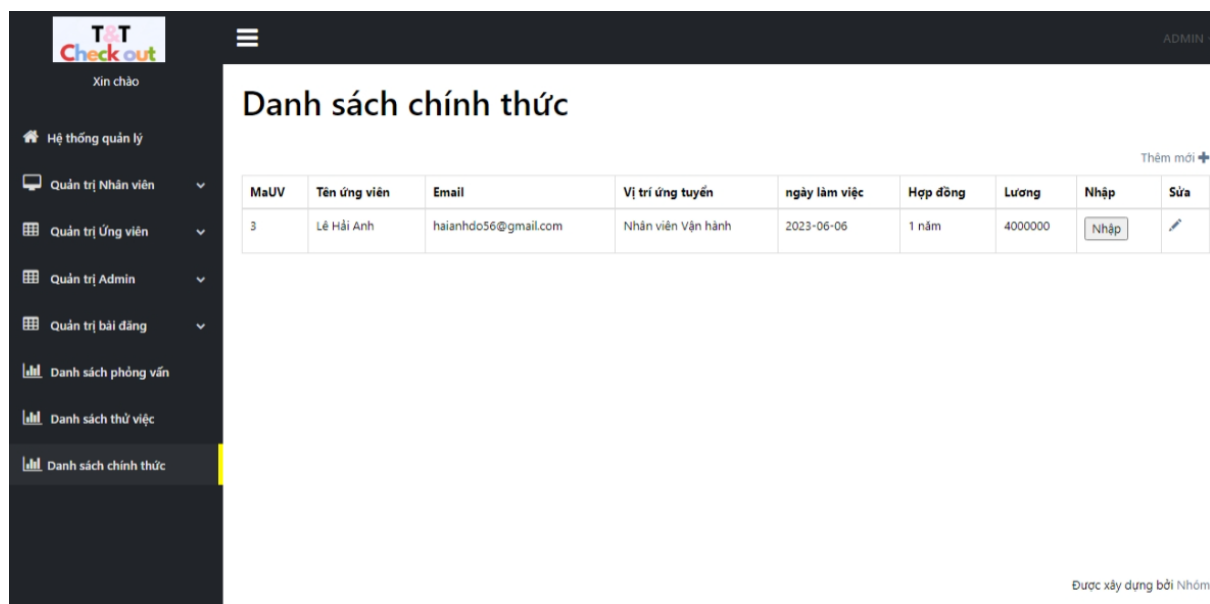 T&T
Check out
Xin chào
Hệ thống quản lý
Quản trị Nhân viên
Quản trị Ứng viên
Quản trị Admin
Quản trị bài đăng
Danh sách phỏng vấn
Danh sách thử việc
Danh sách chính thức
ADMIN
Danh sách chính thức
Thêm mới
MaUV Tên ứng viên Email Vị trí ứng tuyển ngày làm việc Hợp đồng Lương Nhập Sửa
3 Lê Hải Anh haianhdo56@gmail.com Nhân viên Vận hành 2023-06-06 1 năm 4000000 Nhập
Được xây dựng bởi Nhóm